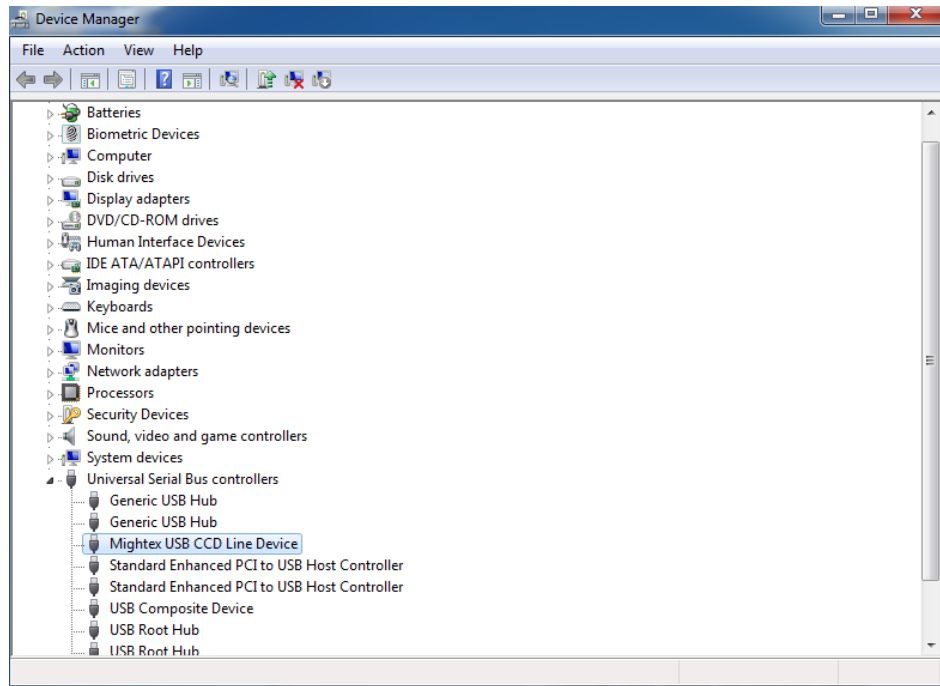 Device Manager
File Action View Help
Batteries
Biometric Devices
Computer
Disk drives
Display adapters
DVD/CD-ROM drives
Human Interface Devices
IDE ATA/ATAPI controllers
Imaging devices
Keyboards
Mice and other pointing devices
Monitors
Network adapters
Processors
Security Devices
Sound, video and game controllers
System devices
Universal Serial Bus controllers
Generic USB Hub
Generic USB Hub
Mightex USB CCD Line Device
Standard Enhanced PCI to USB Host Controller
Standard Enhanced PCI to USB Host Controller
USB Composite Device
USB Root Hub
USB Root Hub